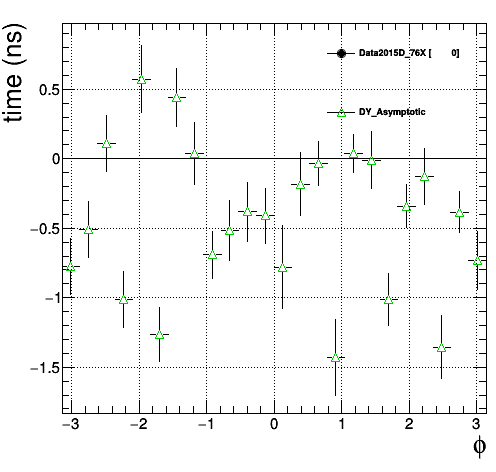 time (ns)
Data2015D_76X [ 0]
DY_Asymptotic
0.5
0
−0.5
−1
−1.5
−3 −2 −1 0 1 2 3
ϕ